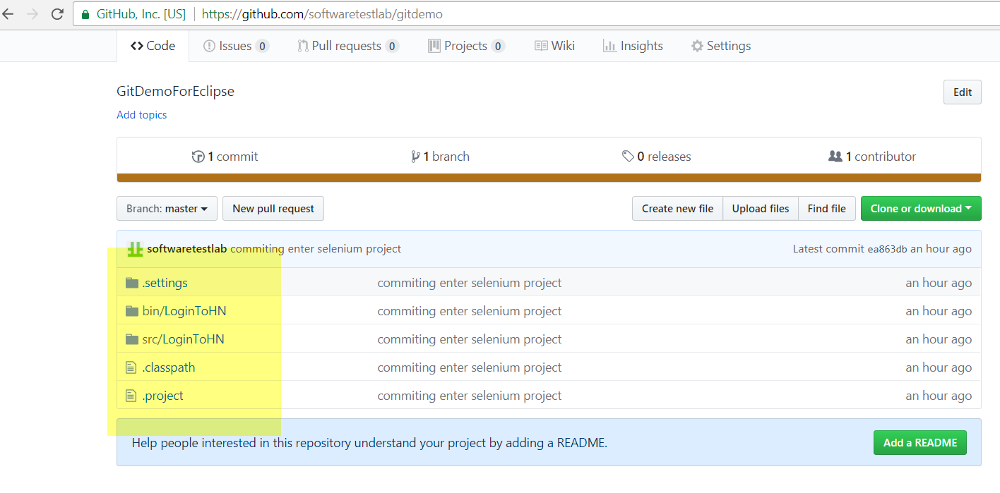 GitHub, Inc. [US] https://github.com/softwaretestlab/gitdemo
Code Issues 0 Pull requests 0 Projects 0 Wiki Insights Settings
GitDemoForEclipse Edit
Add topics
1 commit 1 branch 0 releases 1 contributor
Branch: master New pull request Create new file Upload files Find file Clone or download
softwaretestlab commiting enter selenium project Latest commit ea863db an hour ago
.settings commiting enter selenium project an hour ago
bin/LoginToHN commiting enter selenium project an hour ago
src/LoginToHN commiting enter selenium project an hour ago
.classpath commiting enter selenium project an hour ago
.project commiting enter selenium project an hour ago
Help people interested in this repository understand your project by adding a README. Add a README